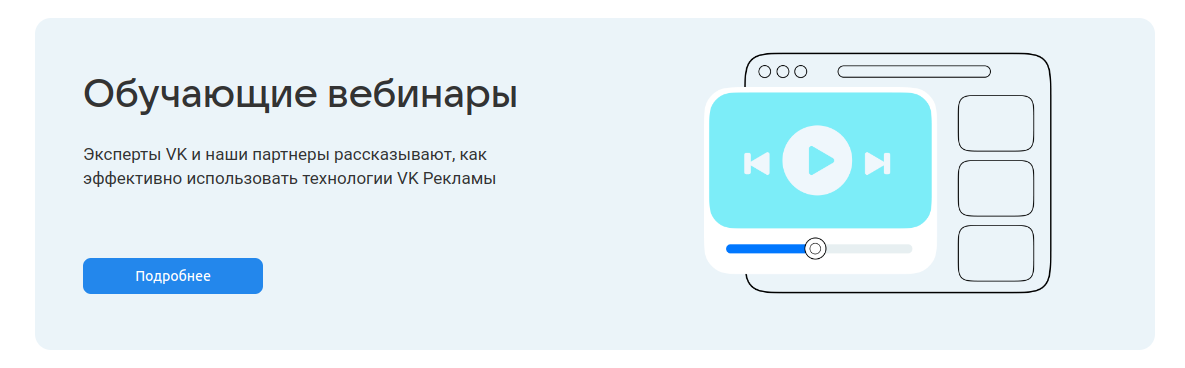 Обучающие вебинары
Эксперты VK и наши партнеры рассказывают, как
эффективно использовать технологии VK Рекламы
Подробнее